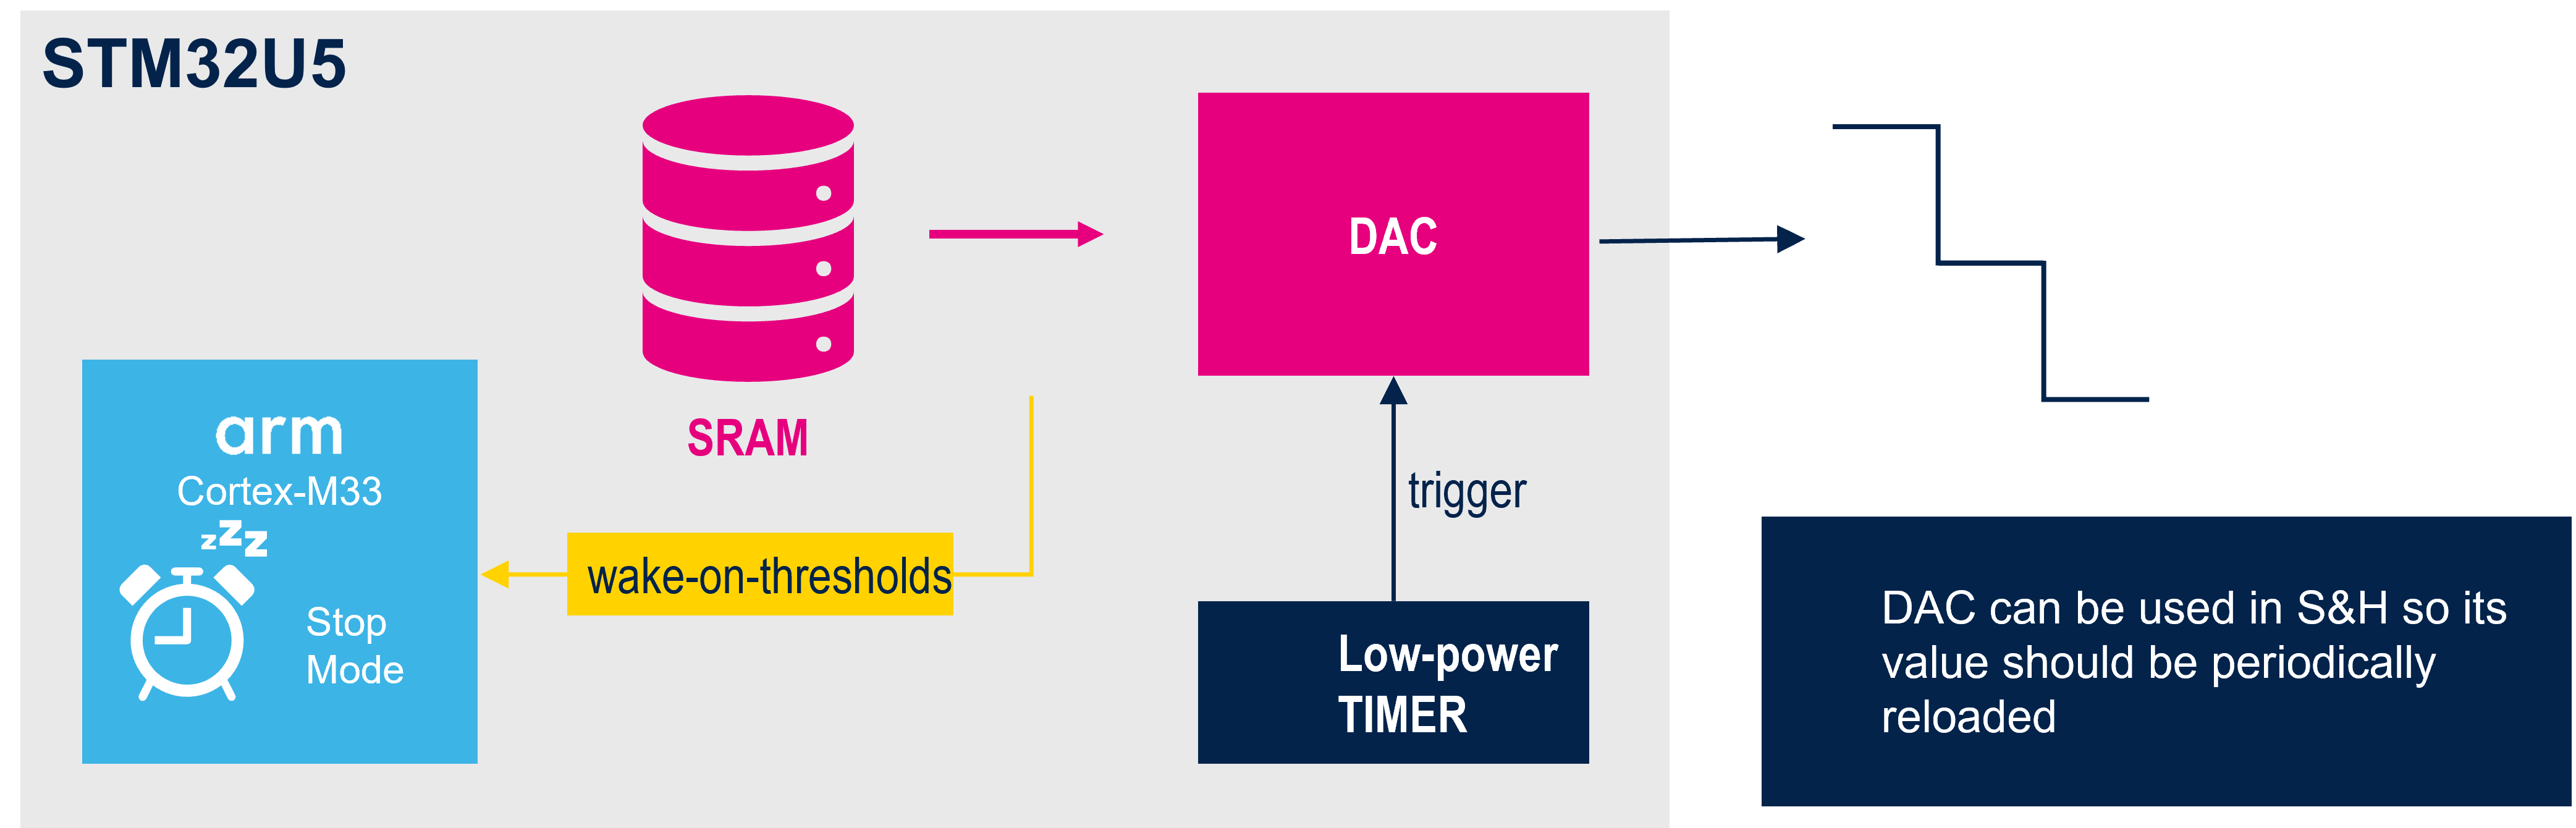 STM32U5
DAC
SRAM
arm
Cortex-M33
zzz
Stop
Mode
wake-on-thresholds
trigger
Low-power
TIMER
DAC can be used in S&H so its
value should be periodically
reloaded